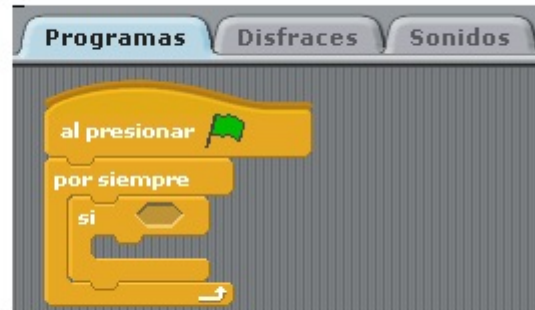 Programas Disfraces Sonidos
al presionar
por siempre
si